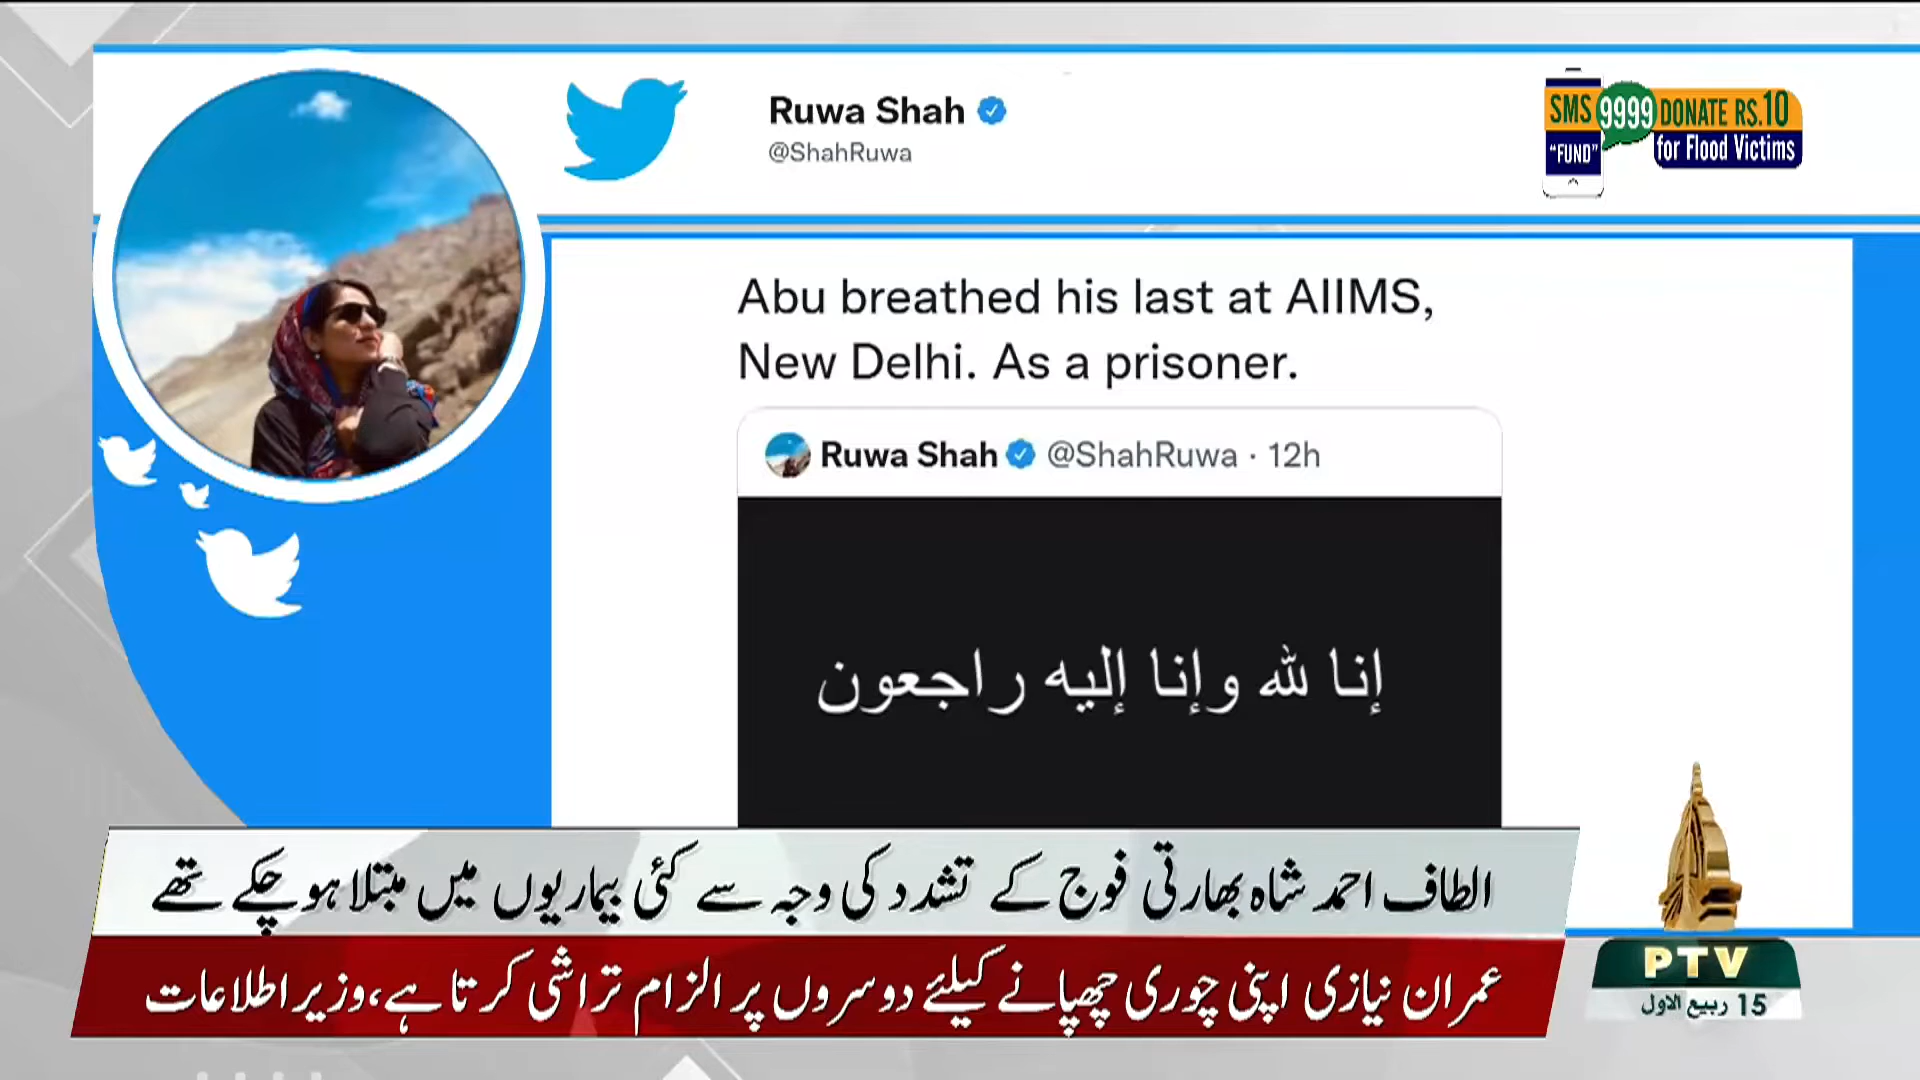 Ruwa Shah
@ShahRuwa
SMS
9999
DONATE RS.10
"FUND"
for Flood Victims
Abu breathed his last at AIIMS,
New Delhi. As a prisoner.
Ruwa Shah @ShahRuwa · 12h
إنا لله وإنا إليه راجعون
الطاف احمد شاہ بھارتی فوج کے تشدد کی وجہ سے کئی بیماریوں میں مبتلا ہو چکے تھے
عمران نیازی اپنی چوری چھپانے کیلئے دوسروں پر الزام تراشی کرتا ہے، وزیر اطلاعات
PTV
15 ربیع الاول